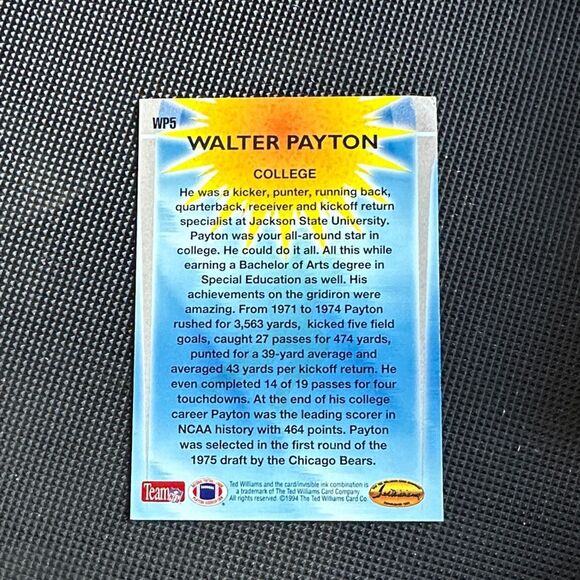 WP5
WALTER PAYTON
COLLEGE
He was a kicker, punter, running back,
quarterback, receiver and kickoff return
specialist at Jackson State University.
Payton was your all-around star in
college. He could do it all. All this while
earning a Bachelor of Arts degree in
Special Education as well. His
achievements on the gridiron were
amazing. From 1971 to 1974 Payton
rushed for 3,563 yards, kicked five field
goals, caught 27 passes for 474 yards,
punted for a 39-yard average and
averaged 43 yards per kickoff return. He
even completed 14 of 19 passes for four
touchdowns. At the end of his college
career Payton was the leading scorer in
NCAA history with 464 points. Payton
was selected in the first round of the
1975 draft by the Chicago Bears.
Team
Ted Williams and the card/invisible ink combination
is a trademark of The Ted Williams Card Company.
All rights reserved. ©1994 The Ted Williams Card Co.